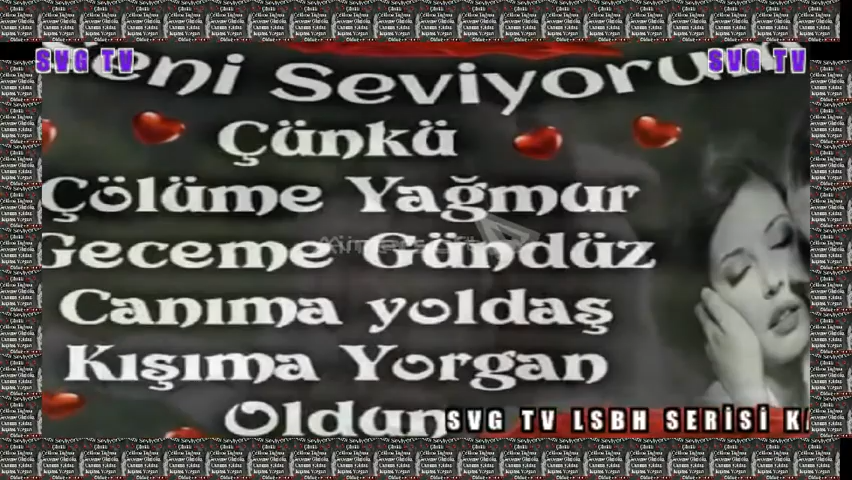 SVG TV
SVG TV
Seni Seviyorum
Çünkü
Çölüme Yağmur
Geceme Gündüz
Canıma yoldaş
Kışıma Yorgan
Oldun
SVG TV LSBH SERİSİ